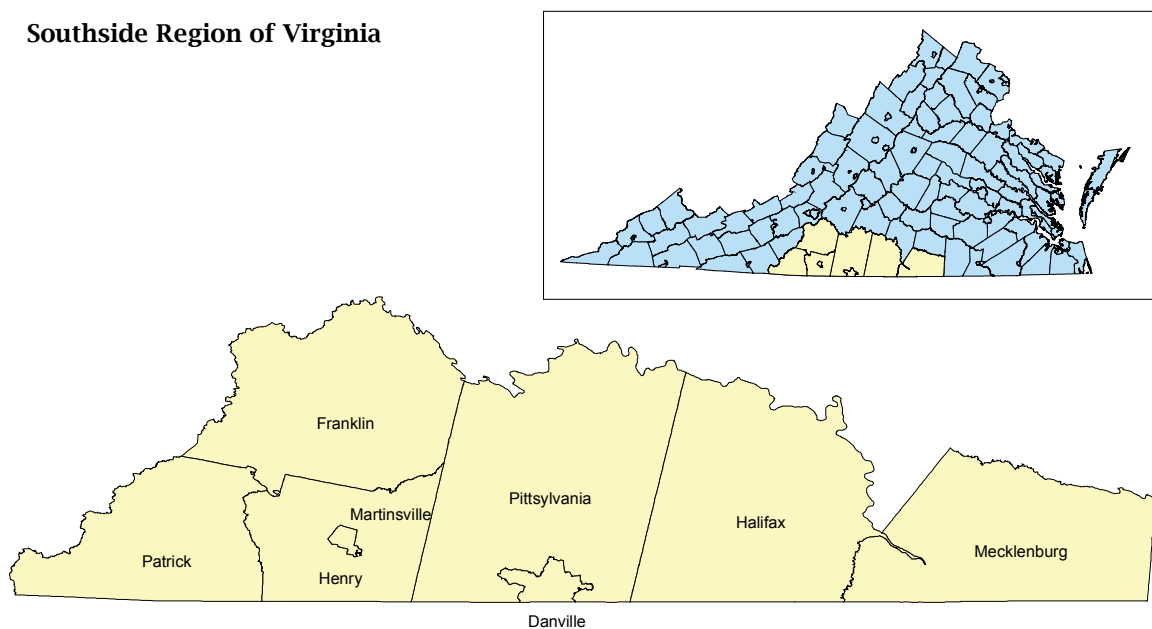 Southside Region of Virginia
Franklin
Pittsylvania
Martinsville
Halifax
Mecklenburg
Patrick
Henry
Danville